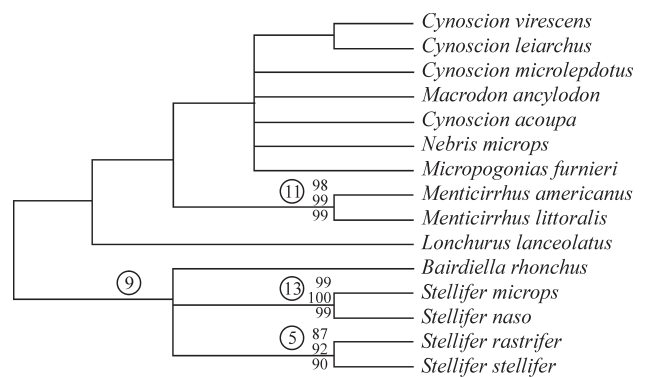 Cynoscion virescens
Cynoscion leiarchus
Cynoscion microlepdotus
Macrodon ancylodon
Cynoscion acoupa
Nebris microps
Micropogonias furnieri
11 98 Menticirrhus americanus
99
99 Menticirrhus littoralis
Lonchurus lanceolatus
Bairdiella rhonchus
9
13 99 Stellifer microps
100
99 Stellifer naso
5 87 Stellifer rastrifer
92
90 Stellifer stellifer